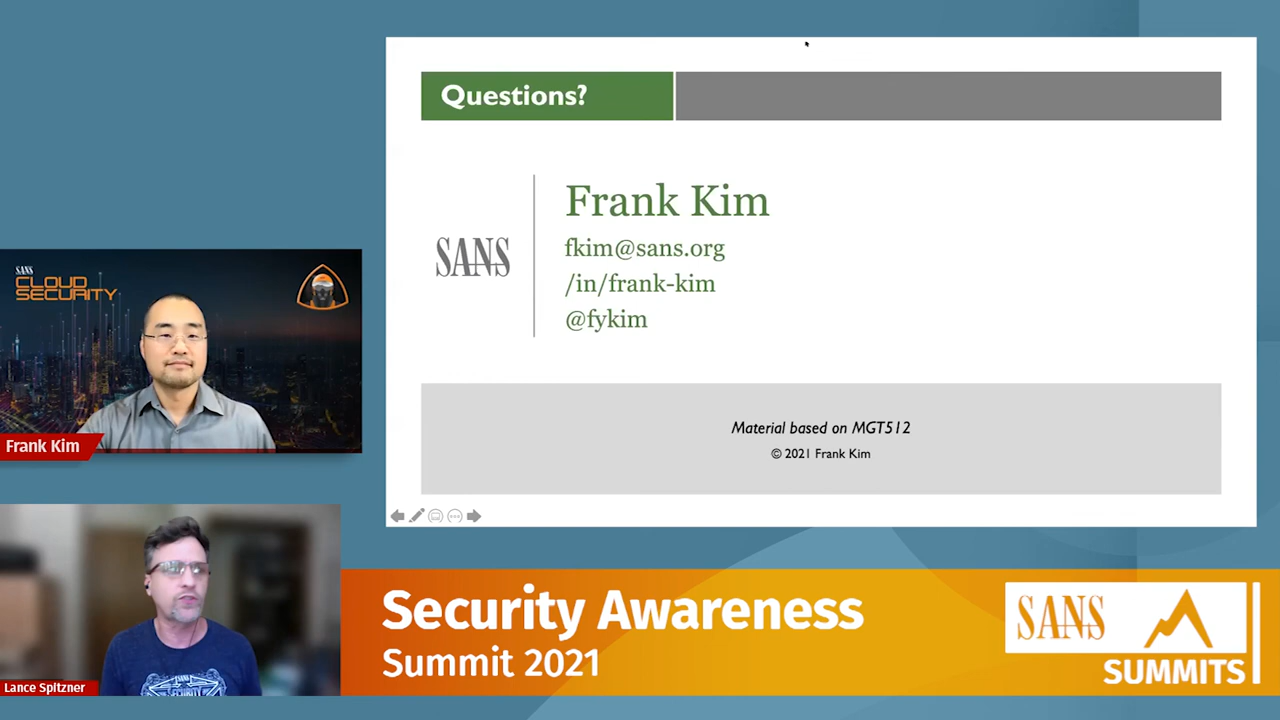 Questions?
SANS
Frank Kim
fkim@sans.org
/in/frank-kim
@fykim
Material based on MGT512
© 2021 Frank Kim
SANS
CLOUD
SECURITY
Frank Kim
SECURITY
Lance Spitzner
Security Awareness
Summit 2021
SANS
SUMMITS